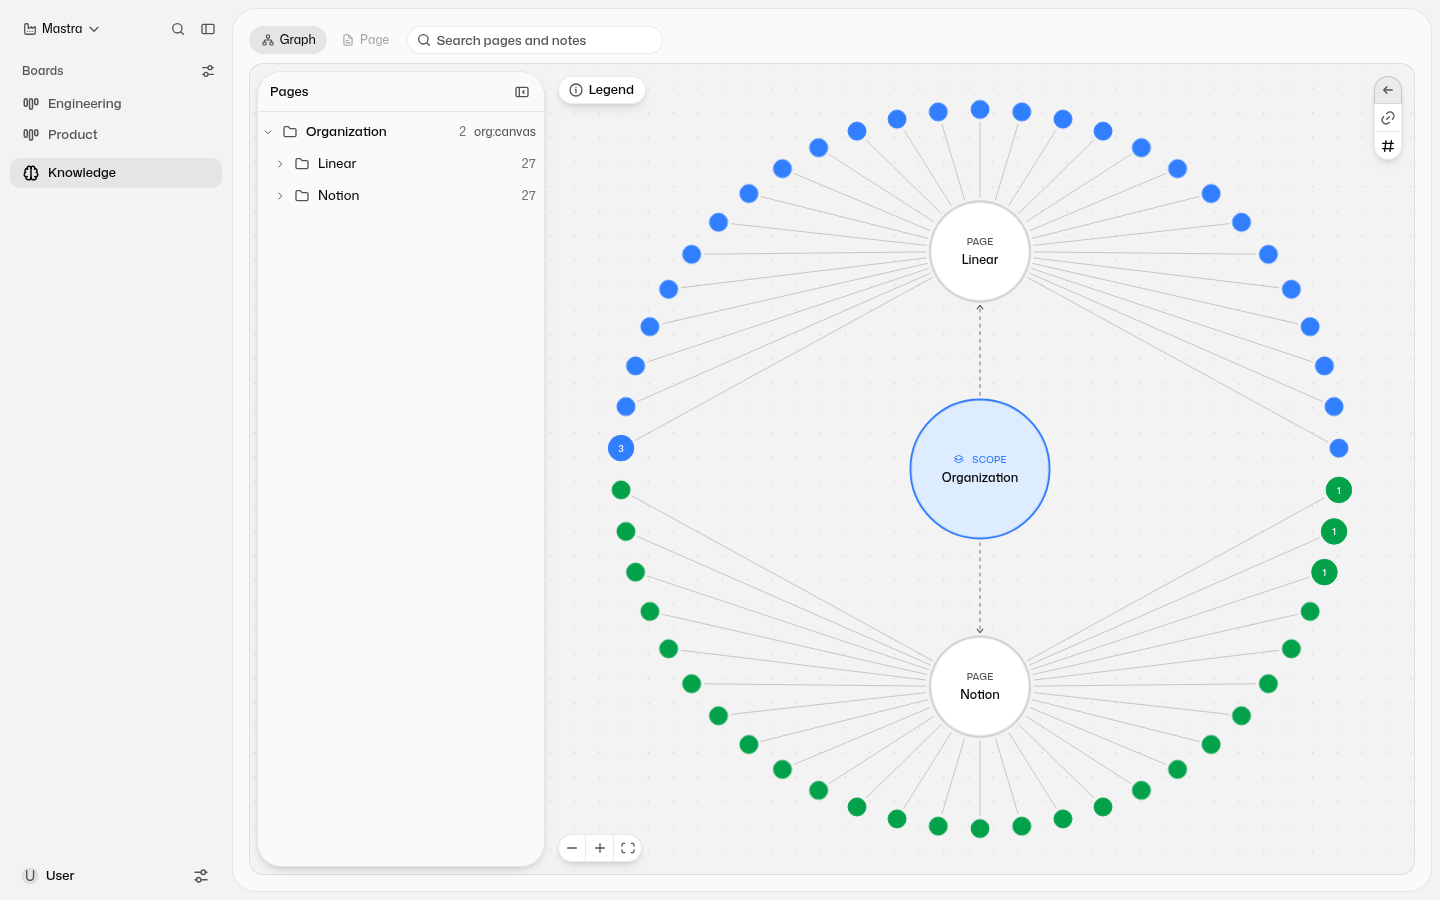 Mastra
Boards
Engineering
Product
Knowledge
U User
Graph
Page
Search pages and notes
Pages
Organization 2 org:canvas
Linear 27
Notion 27
Legend
PAGE
Linear
3
SCOPE
Organization
1
1
1
PAGE
Notion